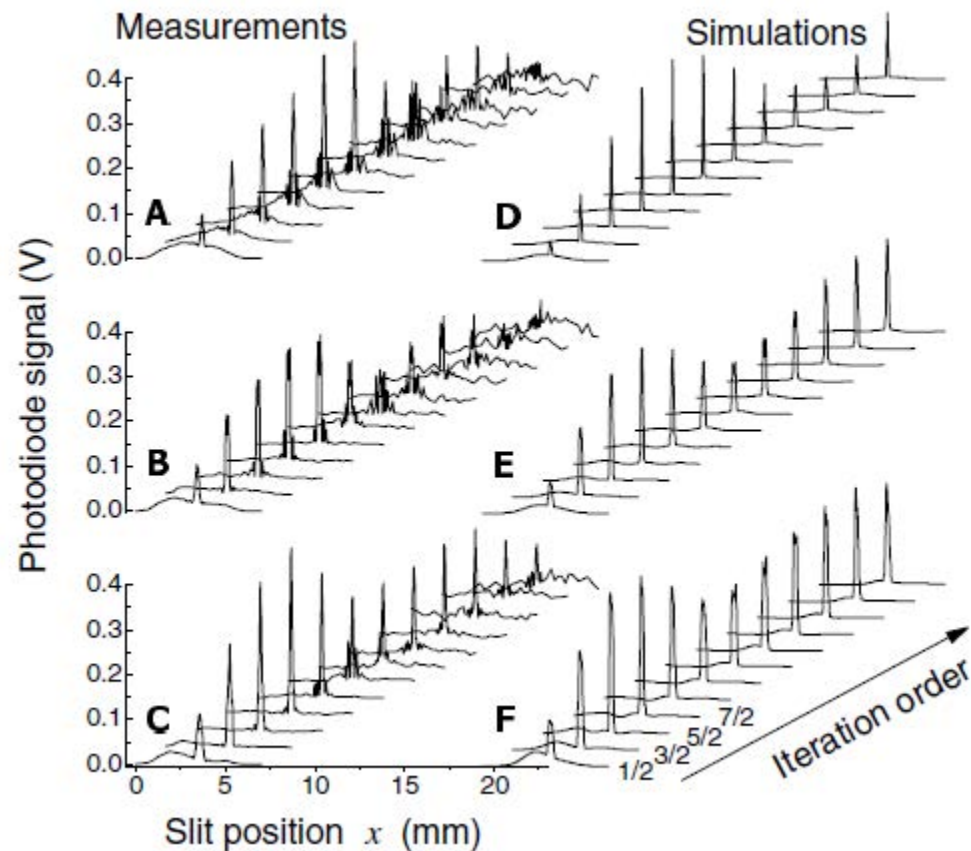 Measurements
Simulations
Photodiode signal (V)
0.4
0.3
0.2
0.1
0.0
A
D
0.4
0.3
0.2
0.1
0.0
B
E
0.4
0.3
0.2
0.1
0.0
C
F
1/2 3/2 5/2 7/2
Iteration order
0 5 10 15 20
Slit position x (mm)